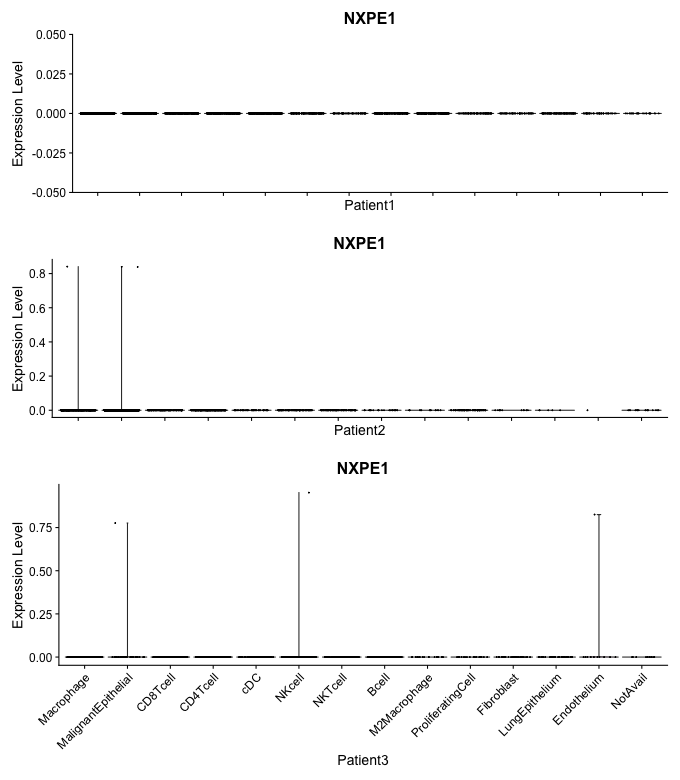 NXPE1
Expression Level
0.050
0.025
0.000
-0.025
-0.050
Patient1
NXPE1
Expression Level
0.8
0.6
0.4
0.2
0.0
Patient2
NXPE1
Expression Level
0.75
0.50
0.25
0.00
Macrophage
MalignantEpithelial
CD8Tcell
CD4Tcell
cDC
NKcell
NKTcell
Bcell
M2Macrophage
ProliferatingCell
Fibroblast
LungEpithelium
Endothelium
NotAvail
Patient3